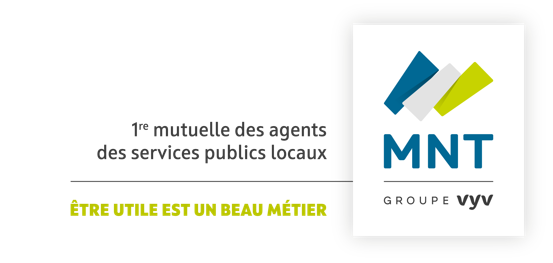 1re mutuelle des agents
des services publics locaux
ÊTRE UTILE EST UN BEAU MÉTIER
MNT
GROUPE vyv